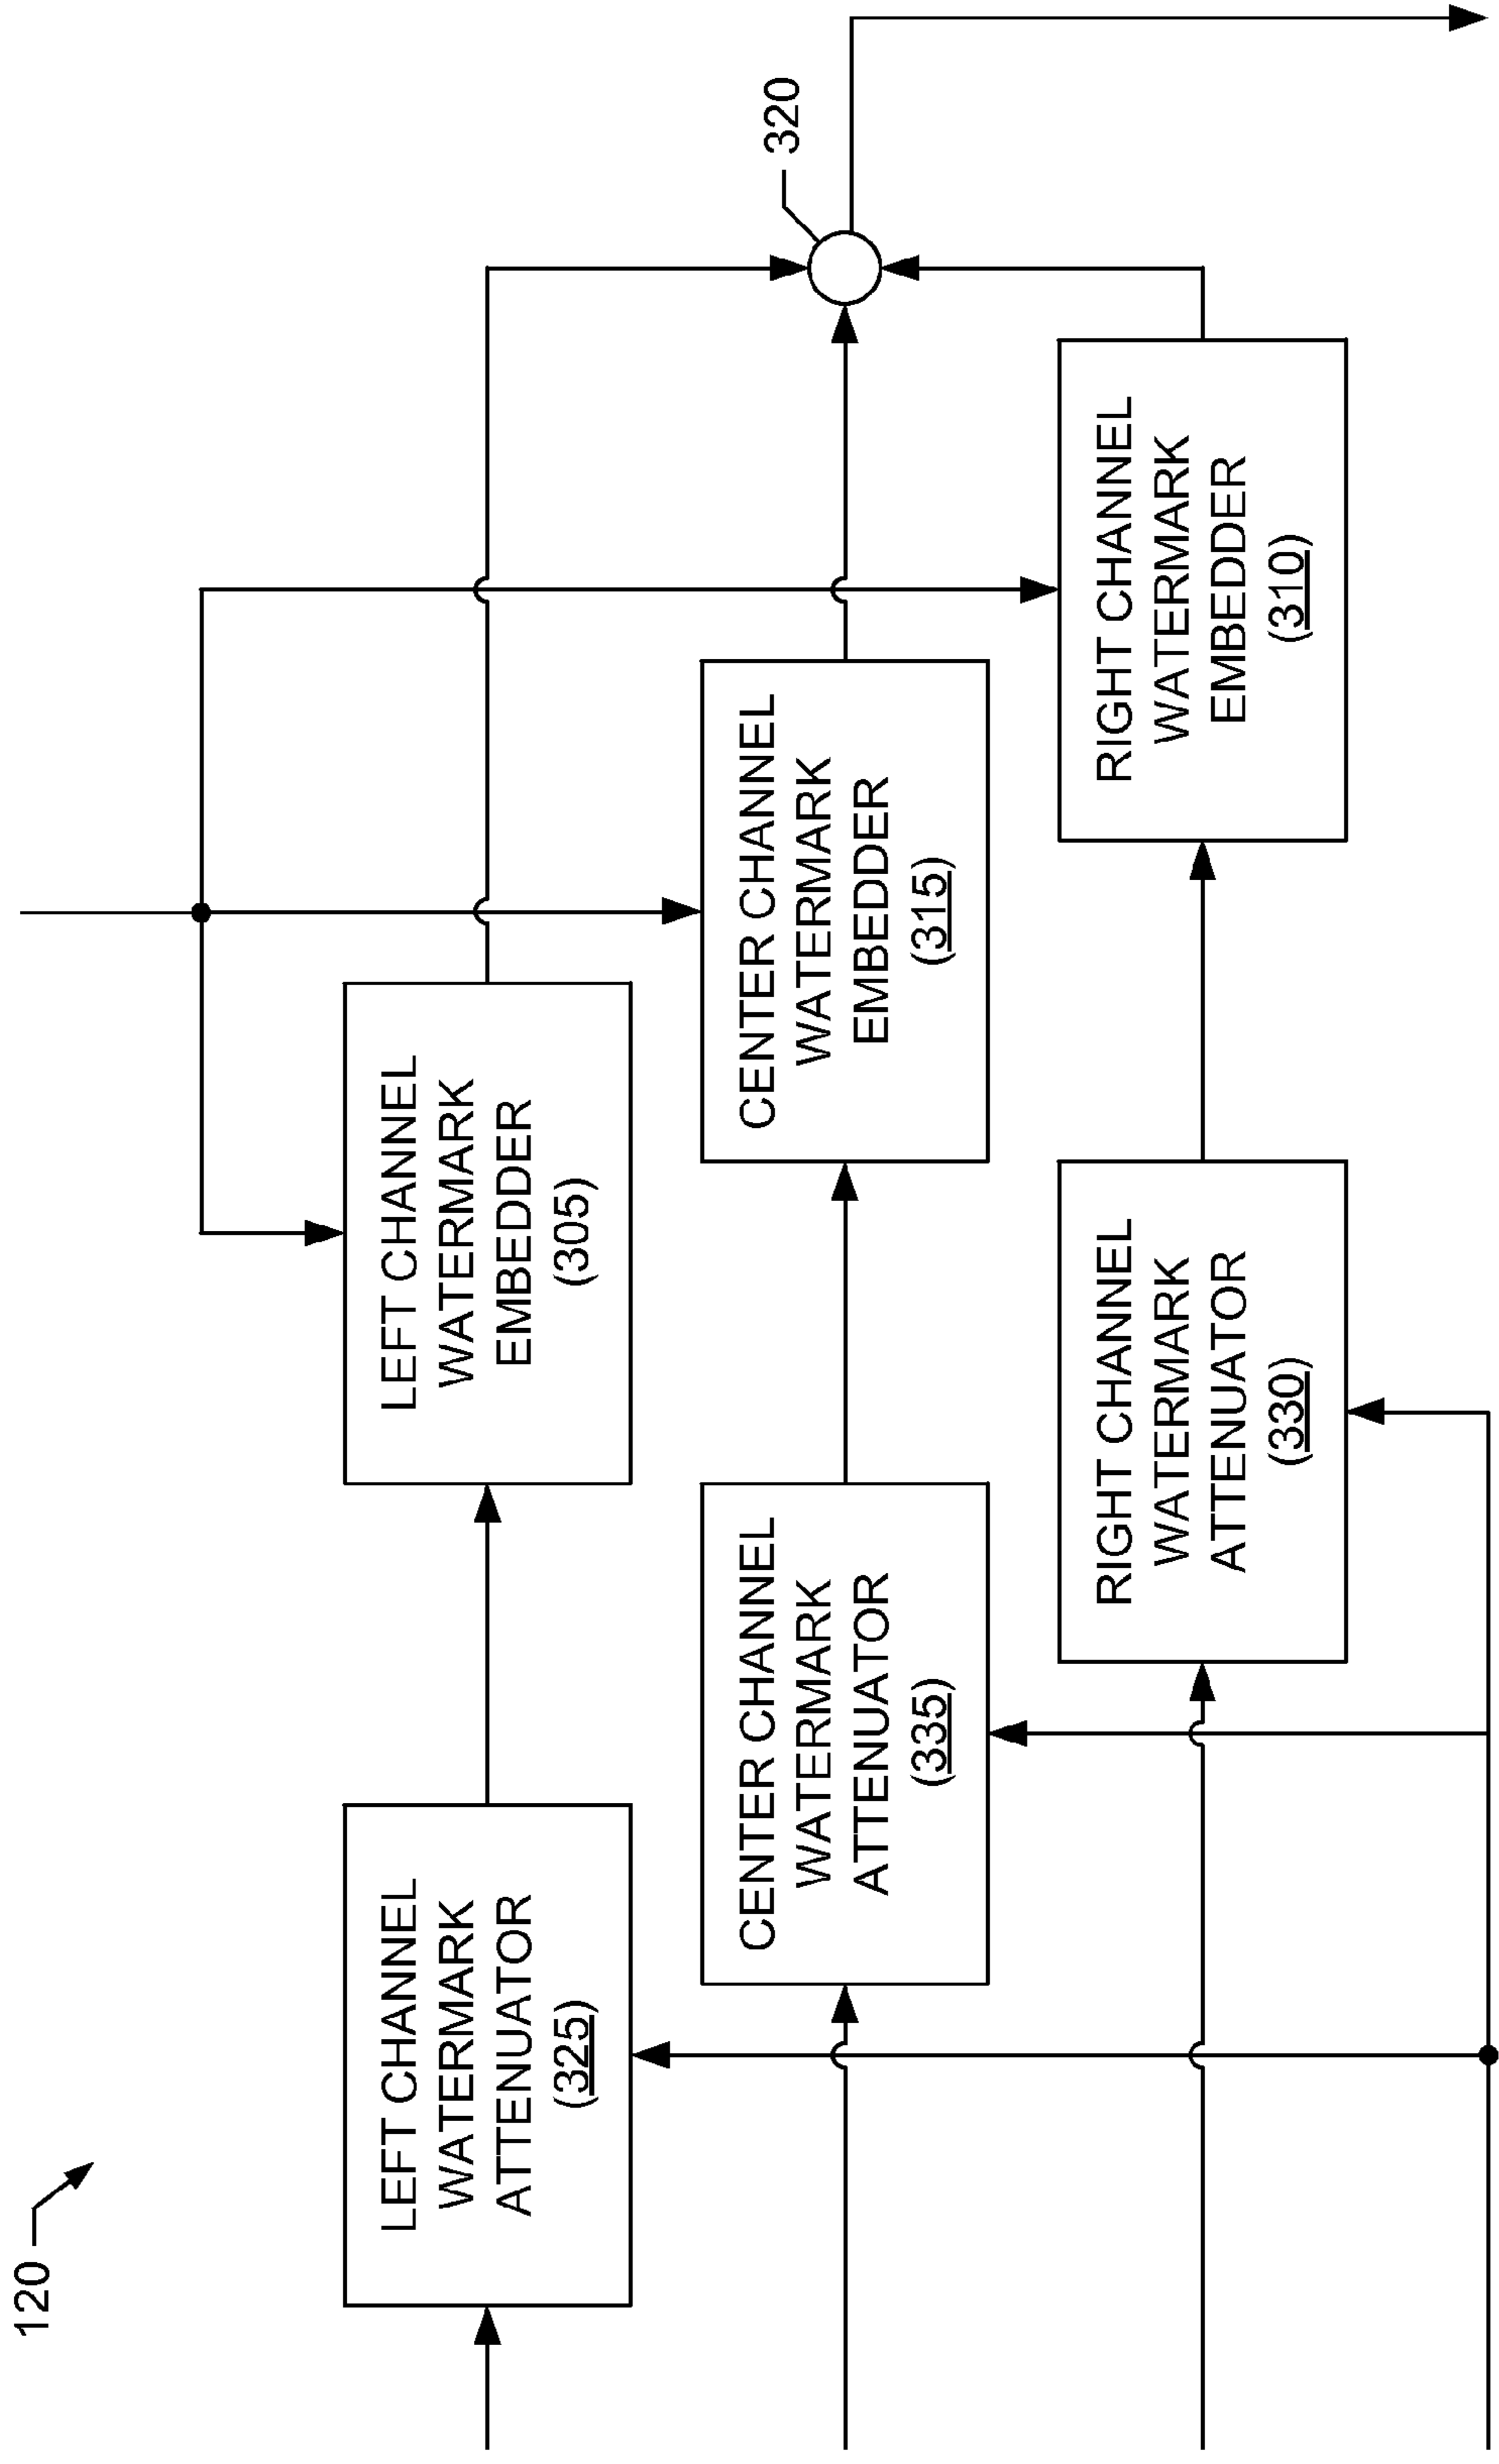 120
LEFT CHANNEL
WATERMARK
ATTENUATOR
(325)
LEFT CHANNEL
WATERMARK
EMBEDDER
(305)
CENTER CHANNEL
WATERMARK
ATTENUATOR
(335)
CENTER CHANNEL
WATERMARK
EMBEDDER
(315)
RIGHT CHANNEL
WATERMARK
ATTENUATOR
(330)
RIGHT CHANNEL
WATERMARK
EMBEDDER
(310)
320